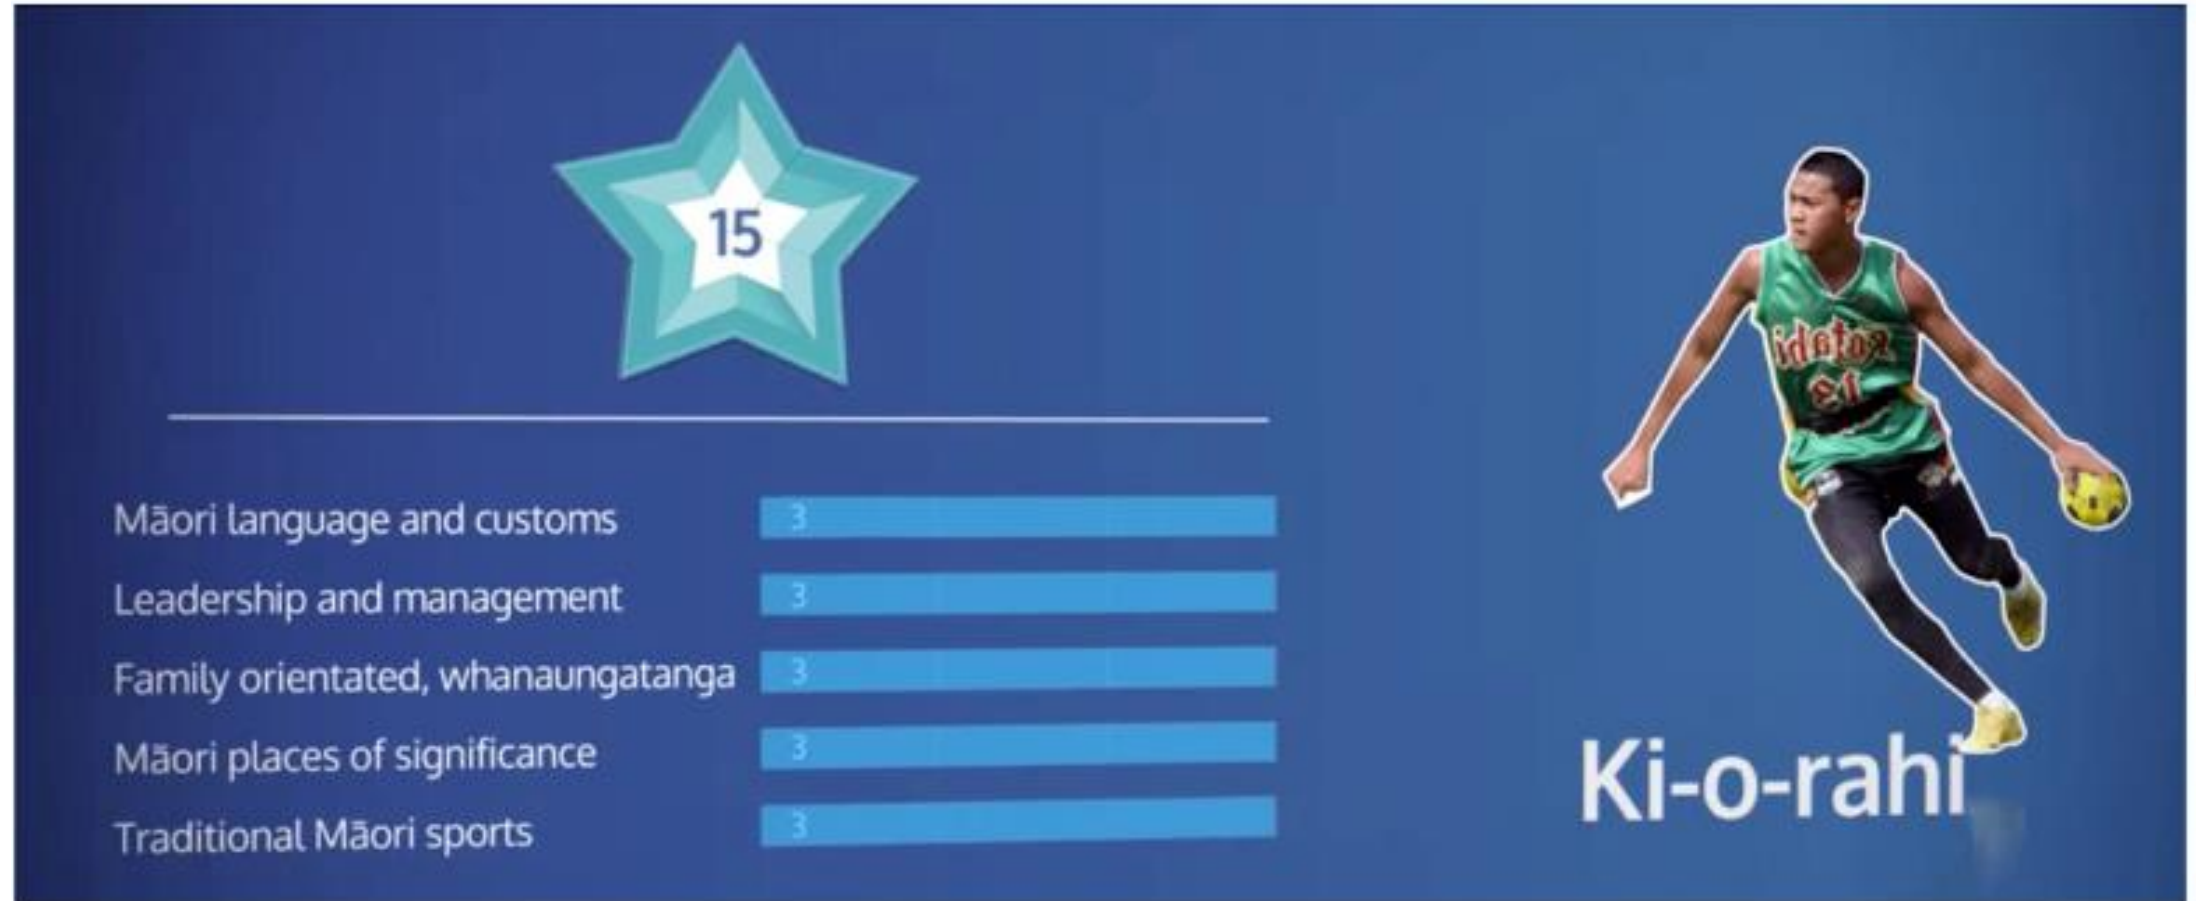 15
Māori language and customs 3
Leadership and management 3
Family orientated, whanaungatanga 3
Māori places of significance 3
Traditional Māori sports 3
Ki-o-rahi